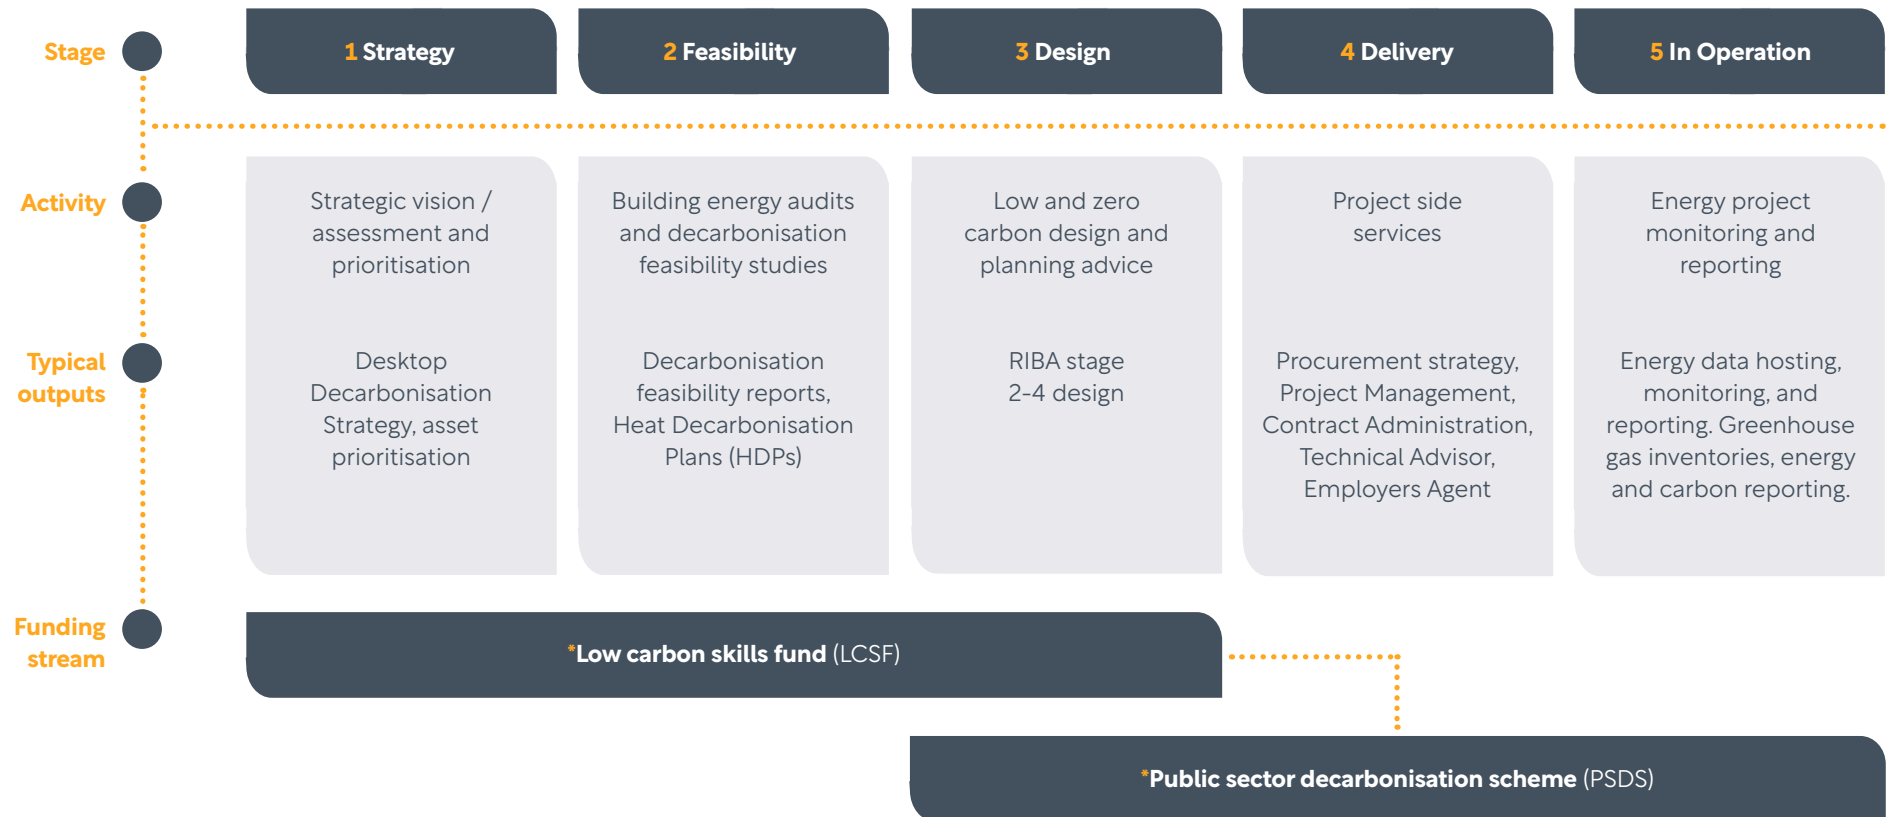 Stage
1 Strategy
2 Feasibility
3 Design
4 Delivery
5 In Operation
Activity
Strategic vision /
assessment and
prioritisation
Building energy audits
and decarbonisation
feasibility studies
Low and zero
carbon design and
planning advice
Project side
services
Energy project
monitoring and
reporting
Typical
outputs
Desktop
Decarbonisation
Strategy, asset
prioritisation
Decarbonisation
feasibility reports,
Heat Decarbonisation
Plans (HDPs)
RIBA stage
2-4 design
Procurement strategy,
Project Management,
Contract Administration,
Technical Advisor,
Employers Agent
Energy data hosting,
monitoring, and
reporting. Greenhouse
gas inventories, energy
and carbon reporting.
Funding
stream
*Low carbon skills fund (LCSF)
*Public sector decarbonisation scheme (PSDS)